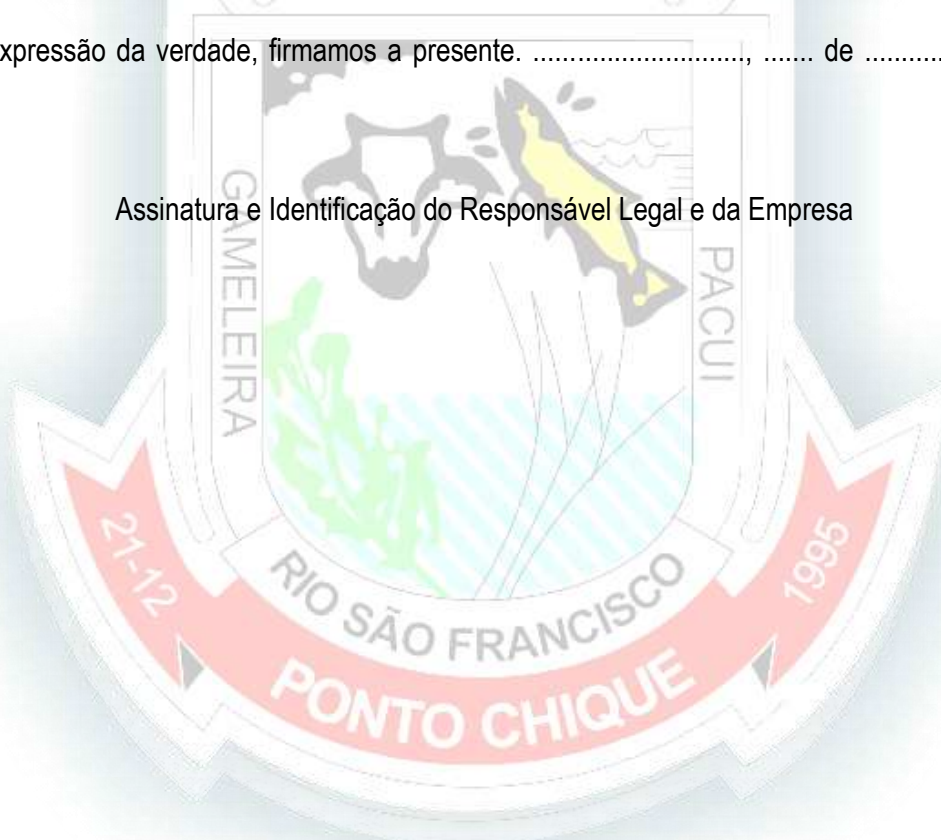 xpressão da verdade, firmamos a presente. ............................, ....... de ...........
Assinatura e Identificação do Responsável Legal e da Empresa
GAMELEIRA
PACUI
21-12
1995
RIO SÃO FRANCISCO
PONTO CHIQUE